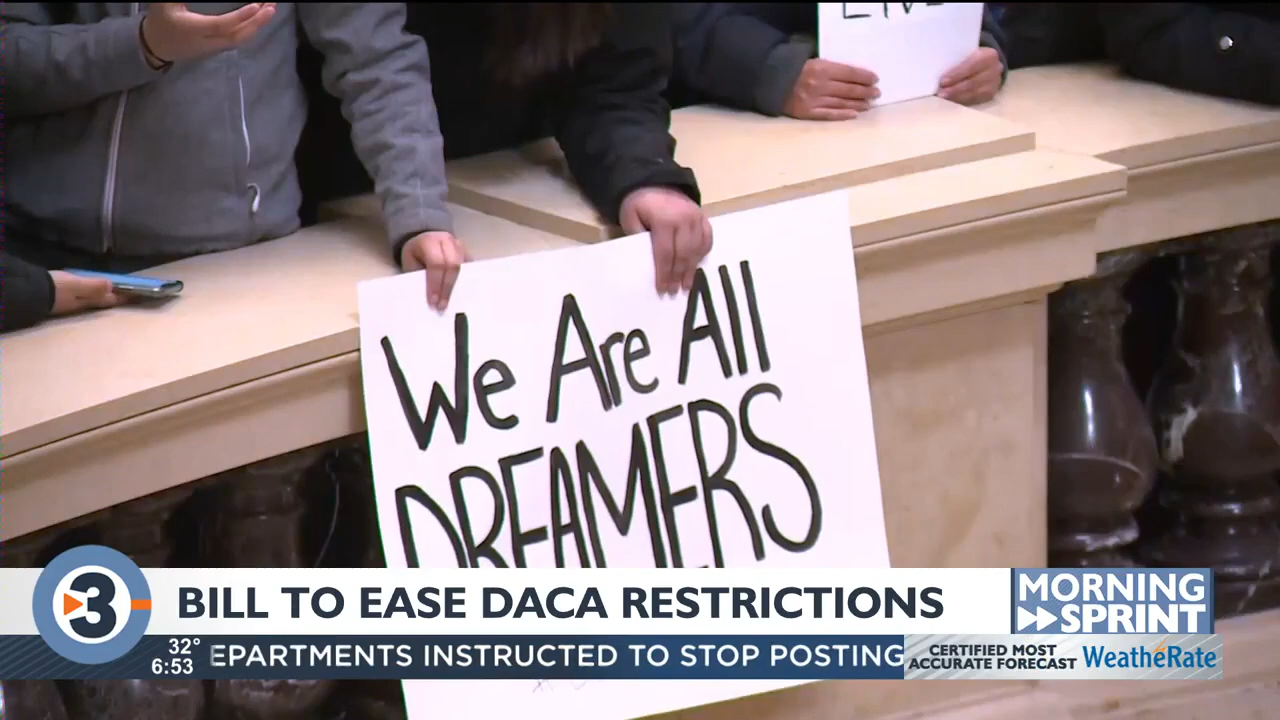 We Are All
DREAMERS
3
BILL TO EASE DACA RESTRICTIONS
MORNING
SPRINT
32°
6:53
EPARTMENTS INSTRUCTED TO STOP POSTING
CERTIFIED MOST
ACCURATE FORECAST
WeatheRate